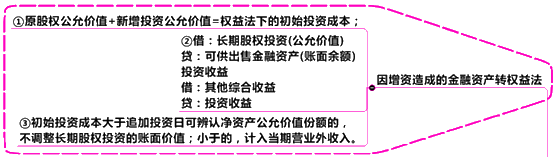 ①原股权公允价值+新增投资公允价值=权益法下的初始投资成本；
②借：长期股权投资(公允价值)
贷：可供出售金融资产(账面余额)
投资收益
借：其他综合收益
贷：投资收益
③初始投资成本大于追加投资日可辨认净资产公允价值份额的，
不调整长期股权投资的账面价值；小于的，计入当期营业外收入。
因增资造成的金融资产转权益法